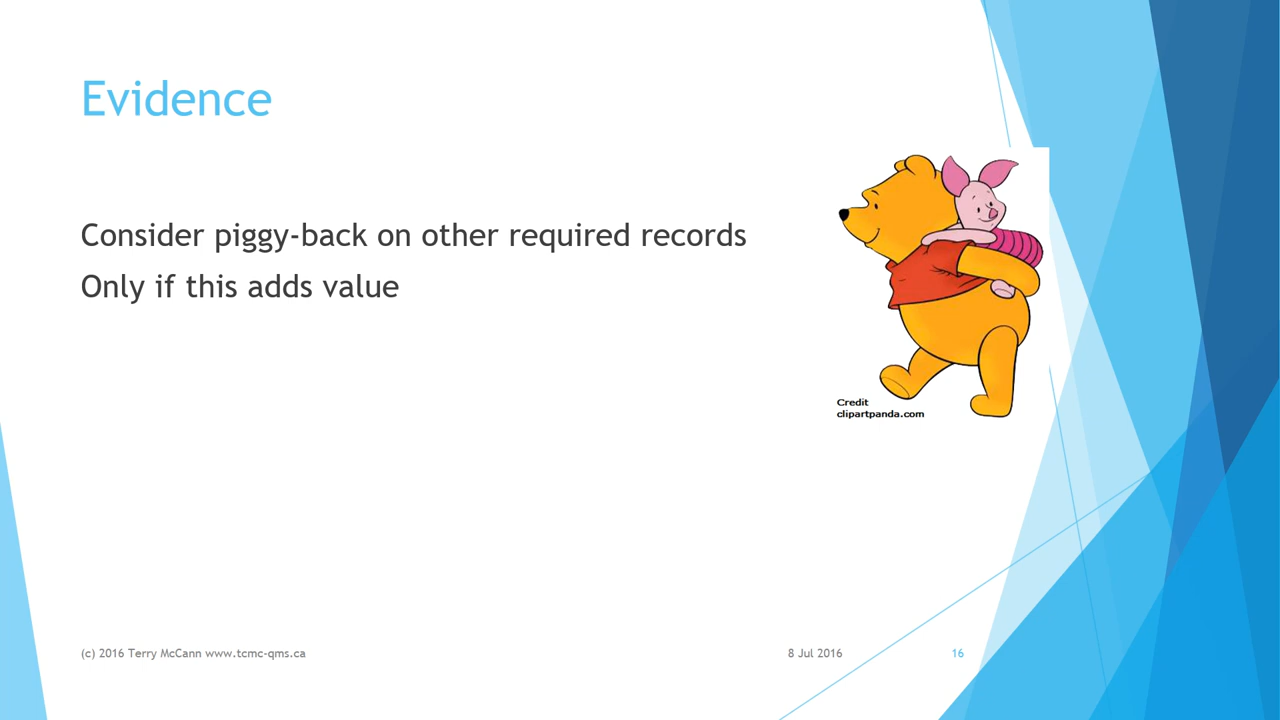 Evidence
Consider piggy-back on other required records
Only if this adds value
Credit
clipartpanda.com
(c) 2016 Terry McCann www.tcmc-qms.ca
8 Jul 2016
16